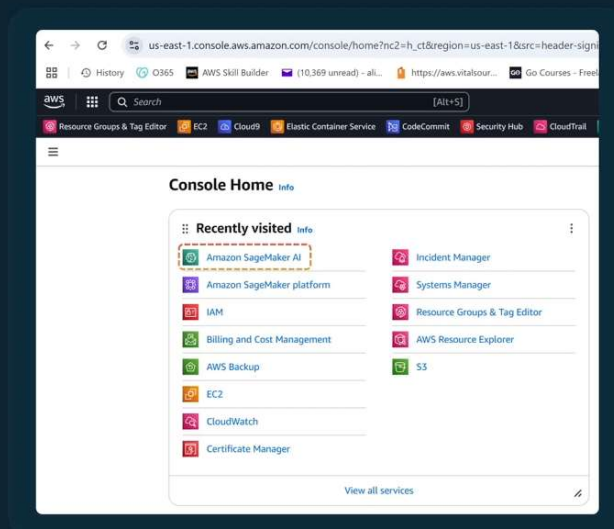 us-east-1.console.aws.amazon.com/console/home?nc2=h_ct&region=us-east-1&src=header-signi
History O365 AWS Skill Builder (10,369 unread) - ali... https://aws.vitalsour... Go Courses - Freel
aws Search [Alt+S]
Resource Groups & Tag Editor EC2 Cloud9 Elastic Container Service CodeCommit Security Hub CloudTrail
Console Home Info
Recently visited Info
Amazon SageMaker AI
Amazon SageMaker platform
IAM
Billing and Cost Management
AWS Backup
EC2
CloudWatch
Certificate Manager
Incident Manager
Systems Manager
Resource Groups & Tag Editor
AWS Resource Explorer
S3
View all services